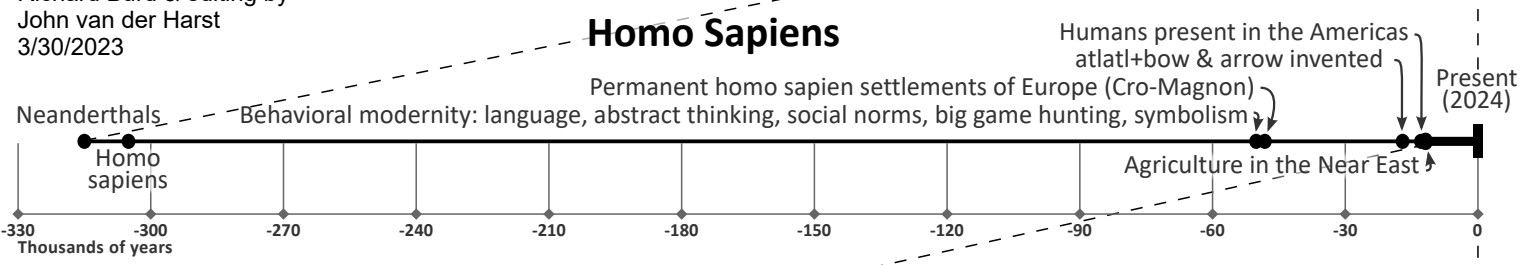 John van der Harst
3/30/2023
Homo Sapiens
Humans present in the Americas
atlatl+bow & arrow invented
Permanent homo sapien settlements of Europe (Cro-Magnon)
Present
(2024)
Neanderthals
Behavioral modernity: language, abstract thinking, social norms, big game hunting, symbolism
Homo
sapiens
Agriculture in the Near East
-330 -300 -270 -240 -210 -180 -150 -120 -90 -60 -30 0
Thousands of years